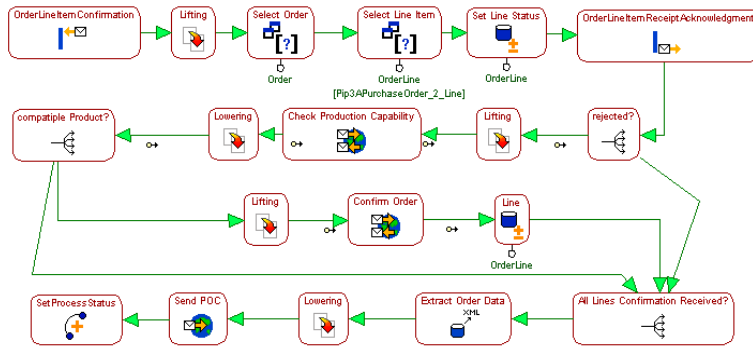 OrderLineItemConfirmation
Lifting
Select Order
Select Line Item
Set Line Status
OrderLineItemReceiptAcknowledgment
[?]
[?]
Order
OrderLine
OrderLine
[Pip3APurchaseOrder_2_Line]
compatiple Product?
Lowering
Check Production Capability
Lifting
rejected?
Lifting
Confirm Order
Line
OrderLine
SetProcessStatus
Send POC
Lowering
Extract Order Data
All Lines Confirmation Received?
XML